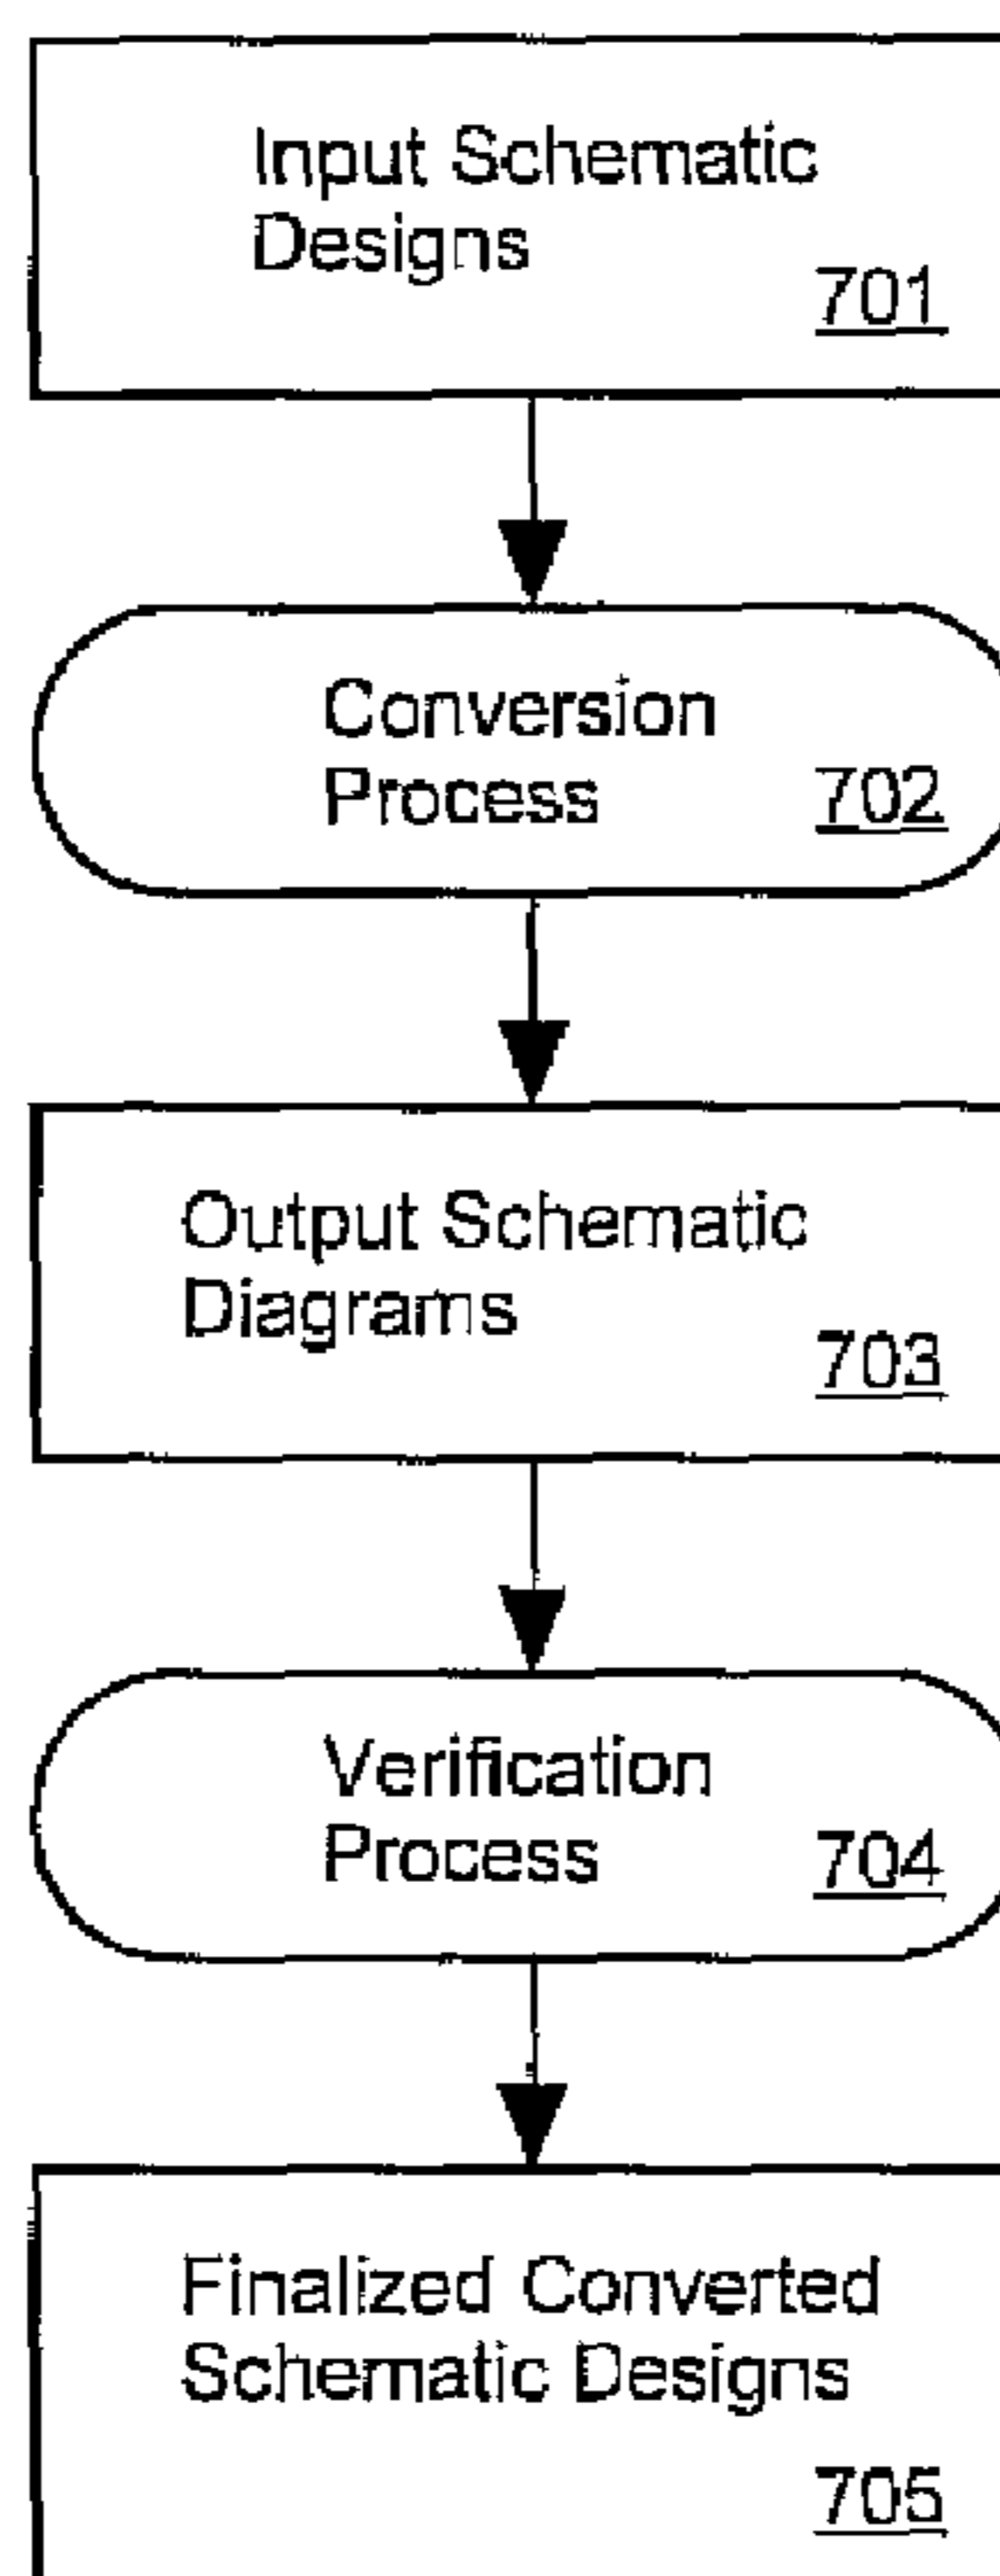 Input Schematic
Designs
701
Conversion
Process 702
Output Schematic
Diagrams
703
Verification
Process 704
Finalized Converted
Schematic Designs
705